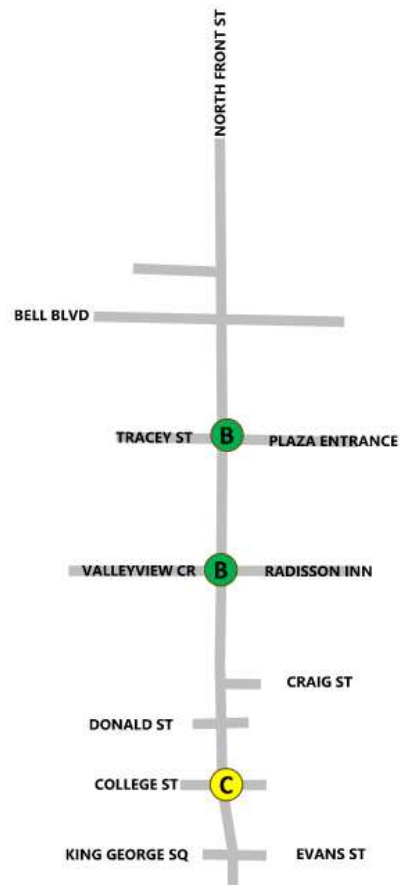 NORTH FRONT ST
BELL BLVD
TRACEY ST B PLAZA ENTRANCE
VALLEYVIEW CR B RADISSON INN
CRAIG ST
DONALD ST
COLLEGE ST C
KING GEORGE SQ EVANS ST